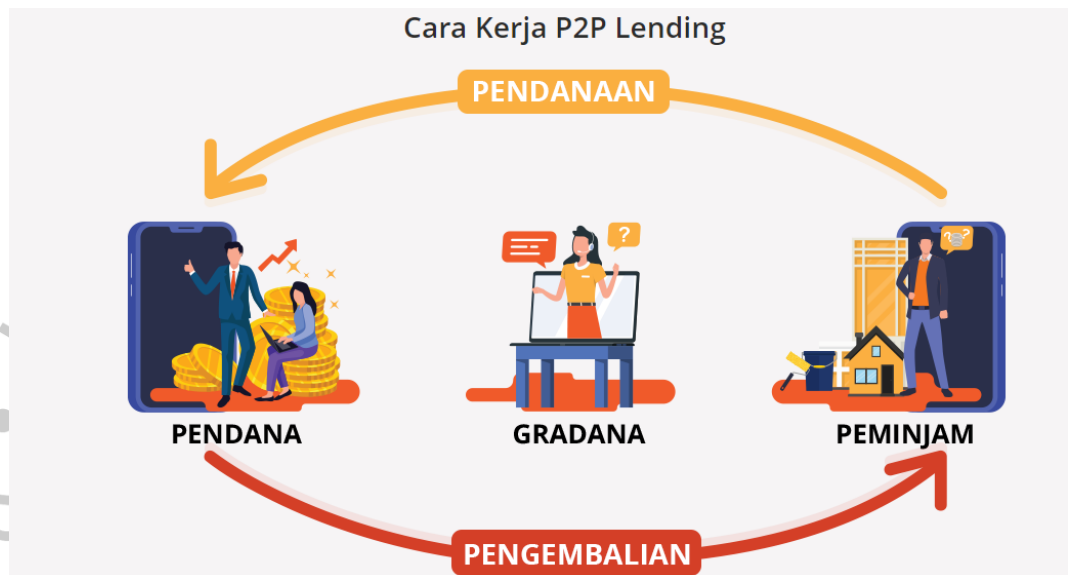 Cara Kerja P2P Lending
PENDANAAN
?
??
PENDANA
GRADANA
PEMINJAM
PENGEMBALIAN